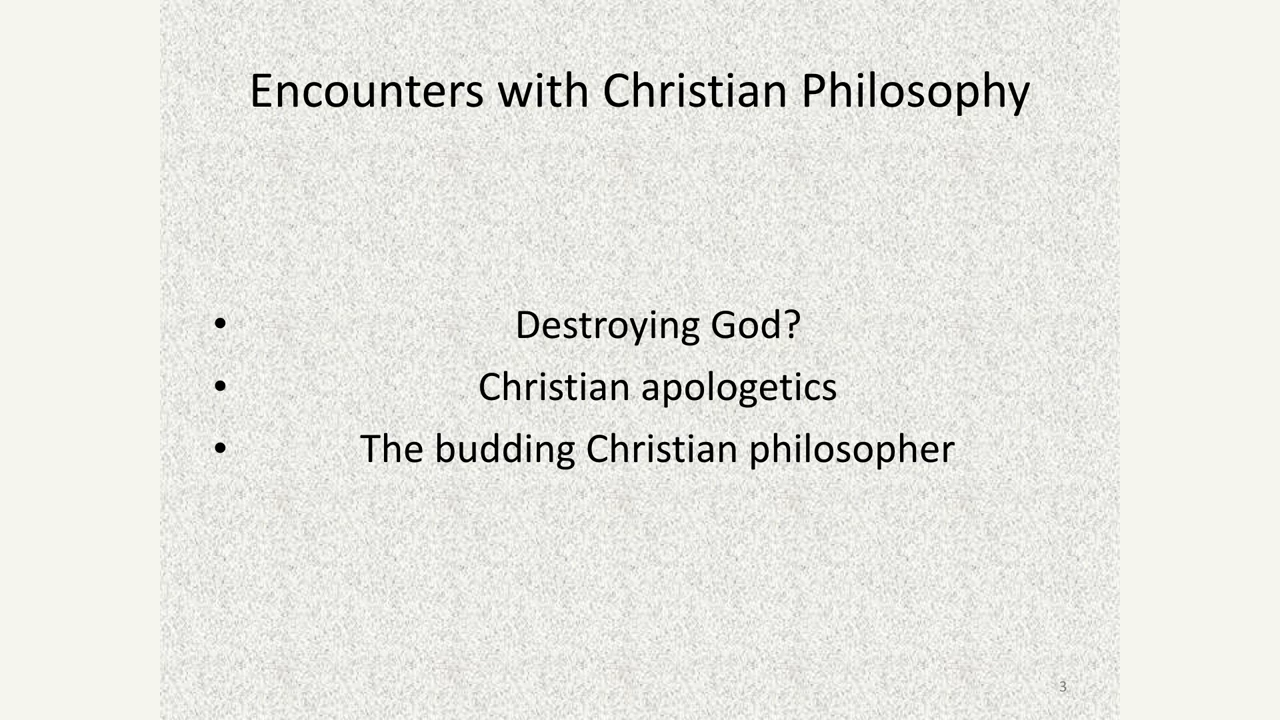 Encounters with Christian Philosophy
• Destroying God?
• Christian apologetics
• The budding Christian philosopher
3